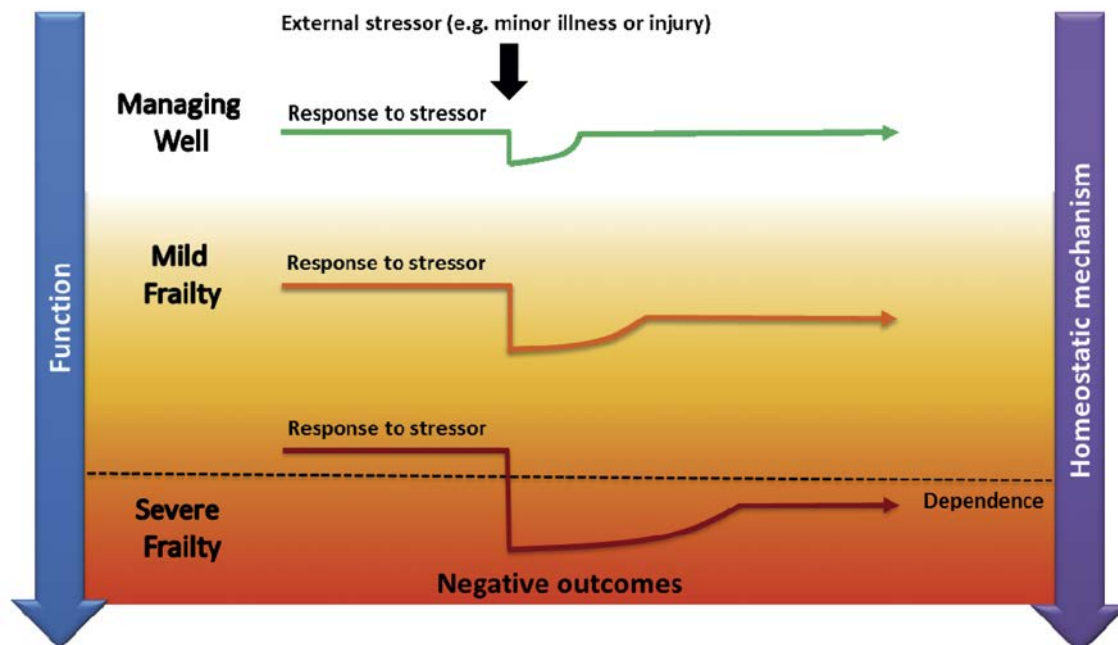 External stressor (e.g. minor illness or injury)
Managing
Well
Response to stressor
Mild
Frailty
Response to stressor
Function
Homeostatic mechanism
Response to stressor
Dependence
Severe
Frailty
Negative outcomes